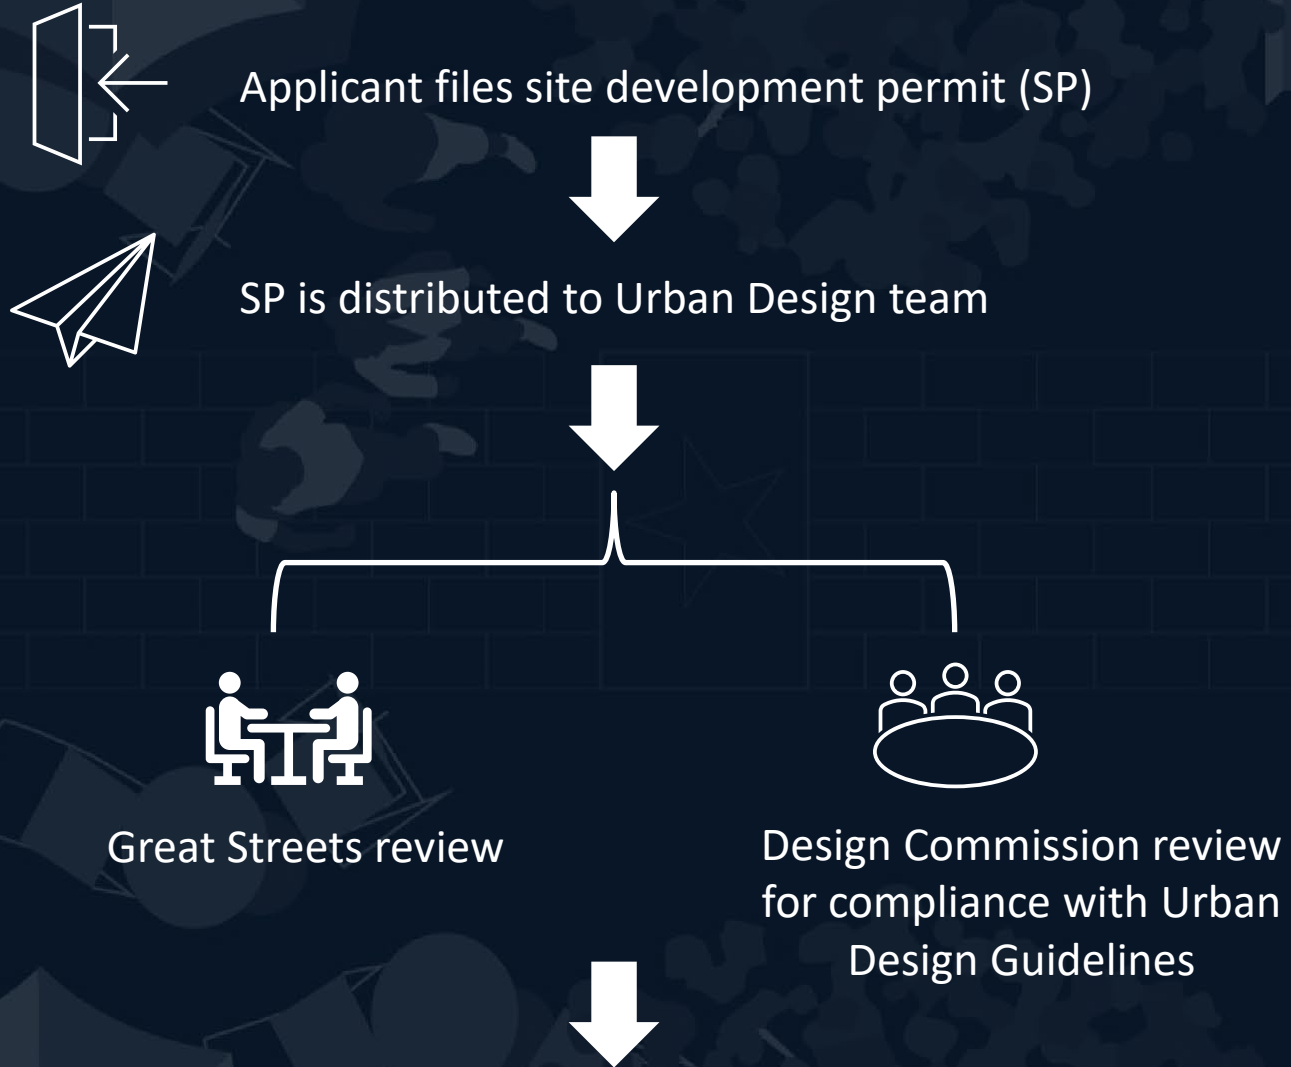 Applicant files site development permit (SP)
SP is distributed to Urban Design team
Great Streets review
Design Commission review
for compliance with Urban
Design Guidelines